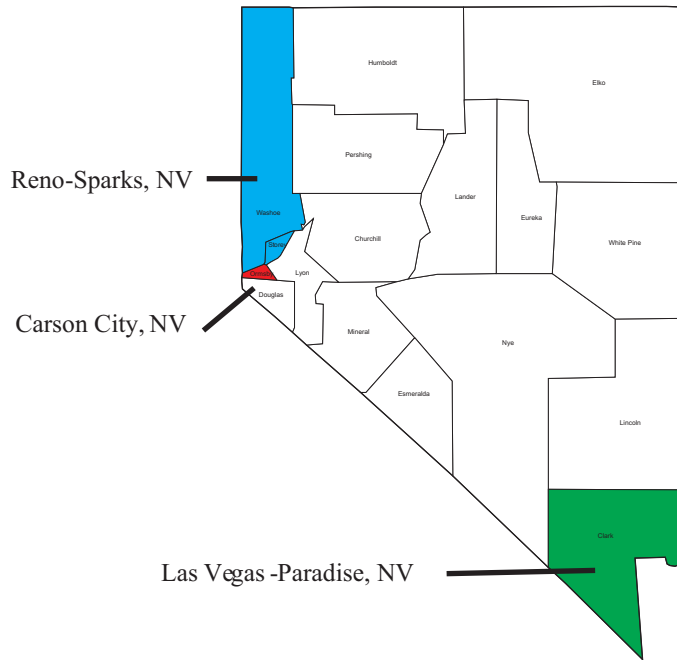 Humboldt
Elko
Pershing
Reno-Sparks, NV
Lander
Washoe
Eureka
Churchill
White Pine
Storey
Ormsby
Lyon
Douglas
Carson City, NV
Mineral
Nye
Esmeralda
Lincoln
Clark
Las Vegas -Paradise, NV